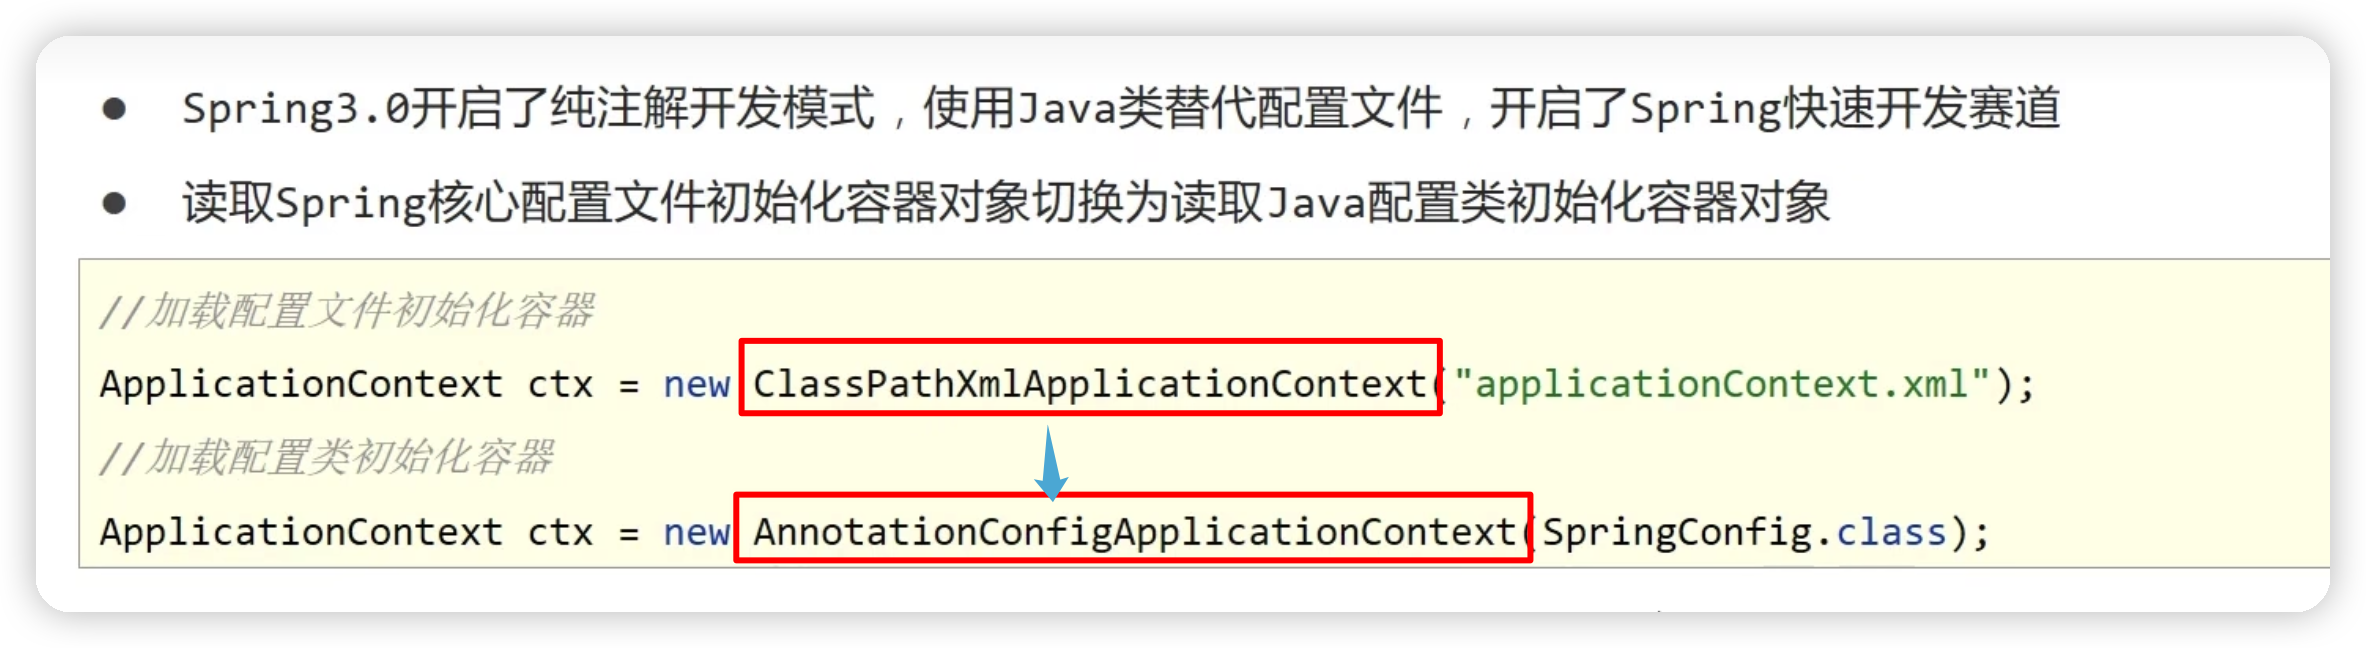 ● Spring3.0开启了纯注解开发模式，使用Java类替代配置文件，开启了Spring快速开发赛道
● 读取Spring核心配置文件初始化容器对象切换为读取Java配置类初始化容器对象
//加载配置文件初始化容器
ApplicationContext ctx = new ClassPathXmlApplicationContext("applicationContext.xml");
//加载配置类初始化容器
ApplicationContext ctx = new AnnotationConfigApplicationContext(SpringConfig.class);